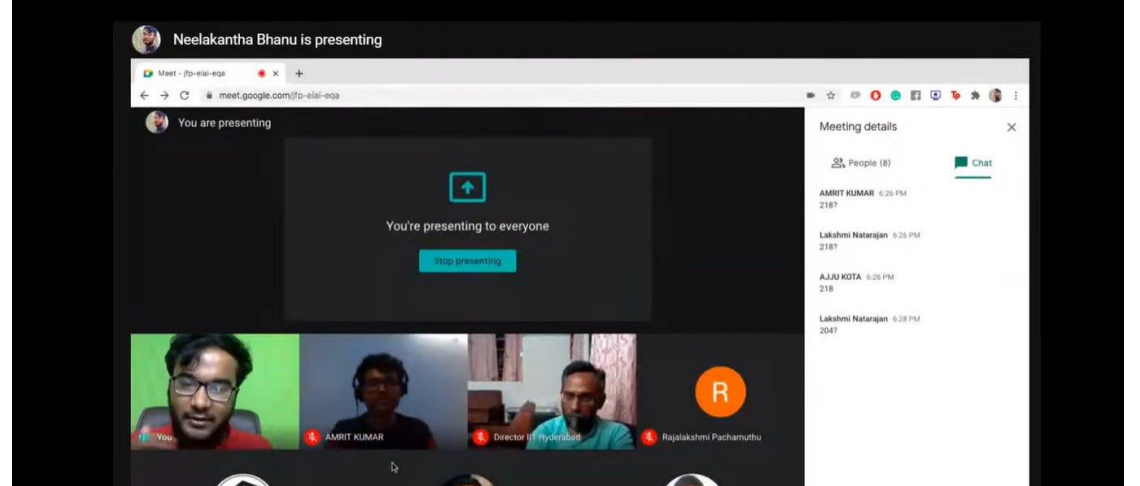 Neelakantha Bhanu is presenting
Meet - jfp-eiai-eqa
meet.google.com/jfp-eiai-eqa
You are presenting
Meeting details
People (8)
Chat
You're presenting to everyone
Stop presenting
AMRIT KUMAR 6:26 PM
218?
Lakshmi Natarajan 6:26 PM
218?
AJJU KOTA 6:26 PM
218
Lakshmi Natarajan 6:28 PM
204?
You
AMRIT KUMAR
Director IIT Hyderabad
R
Rajalakshmi Pachamuthu